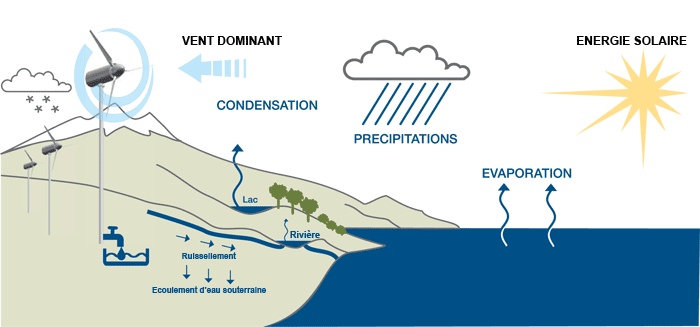 VENT DOMINANT
ENERGIE SOLAIRE
CONDENSATION
PRECIPITATIONS
EVAPORATION
Lac
Rivière
Ruissellement
Ecoulement d'eau souterraine